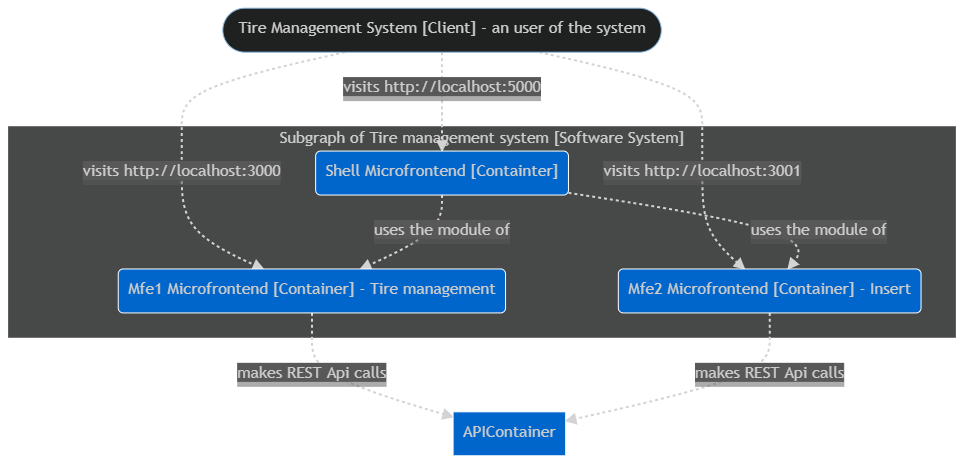 Tire Management System [Client] - an user of the system
visits http://localhost:5000
Subgraph of Tire management system [Software System]
visits http://localhost:3000
Shell Microfrontend [Containter]
visits http://localhost:3001
uses the module of
uses the module of
Mfe1 Microfrontend [Container] - Tire management
Mfe2 Microfrontend [Container] - Insert
makes REST Api calls
makes REST Api calls
APIContainer